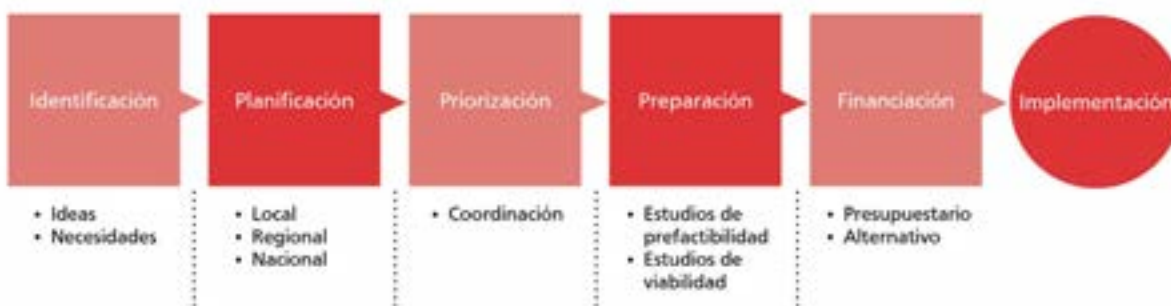 Identificación
Planificación
Priorización
Preparación
Financiación
Implementación
• Ideas
• Necesidades
• Local
• Regional
• Nacional
• Coordinación
• Estudios de
prefactibilidad
• Estudios de
viabilidad
• Presupuestario
• Alternativo